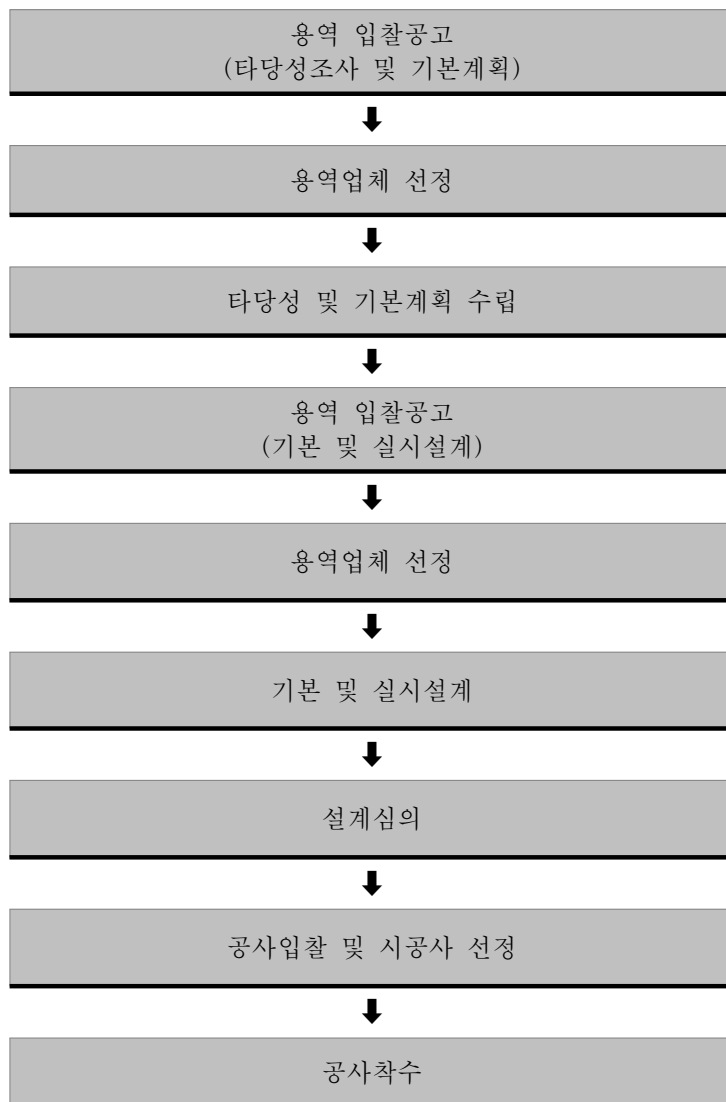 용역 입찰공고
(타당성조사 및 기본계획)
용역업체 선정
타당성 및 기본계획 수립
용역 입찰공고
(기본 및 실시설계)
용역업체 선정
기본 및 실시설계
설계심의
공사입찰 및 시공사 선정
공사착수